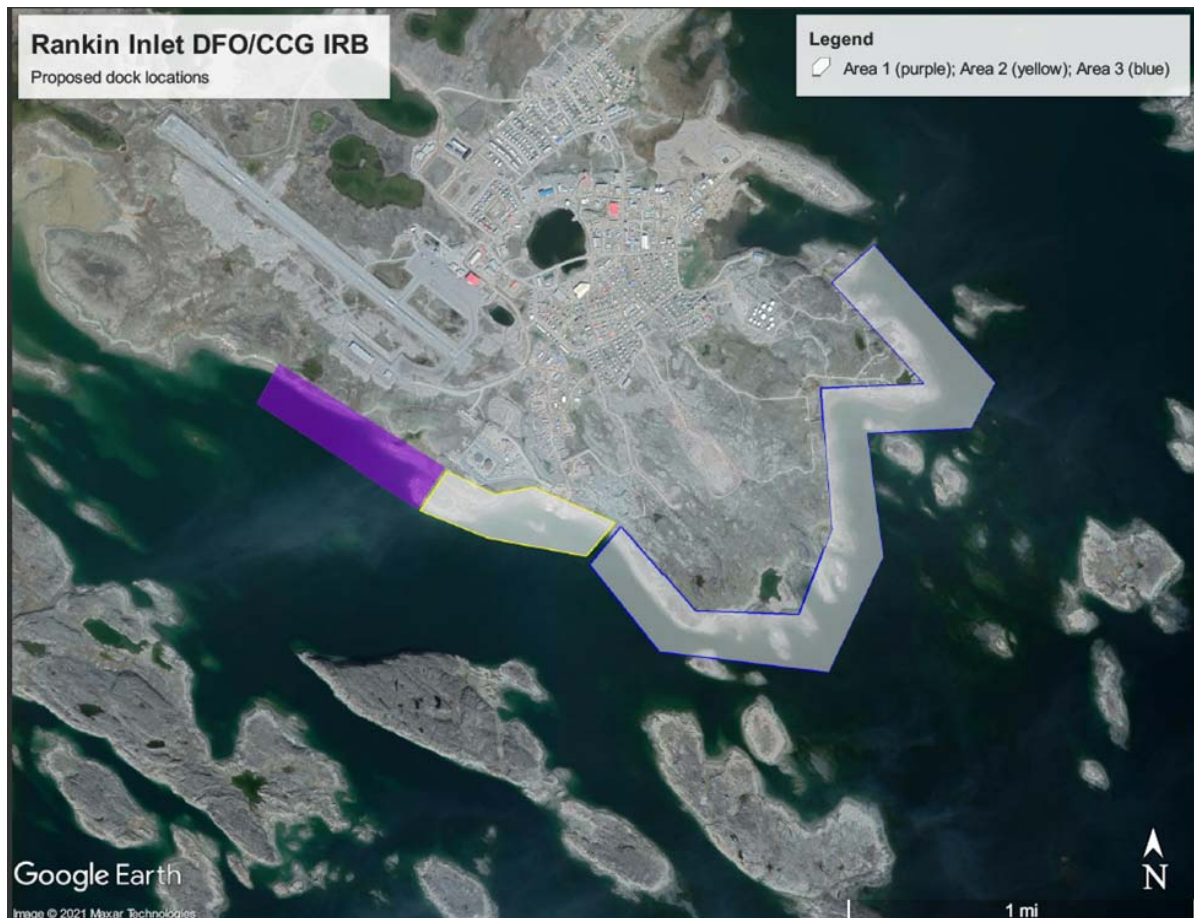 Rankin Inlet DFO/CCG IRB
Proposed dock locations
Legend
Area 1 (purple); Area 2 (yellow); Area 3 (blue)
Google Earth
Image © 2021 Maxar Technologies
N
1 mi